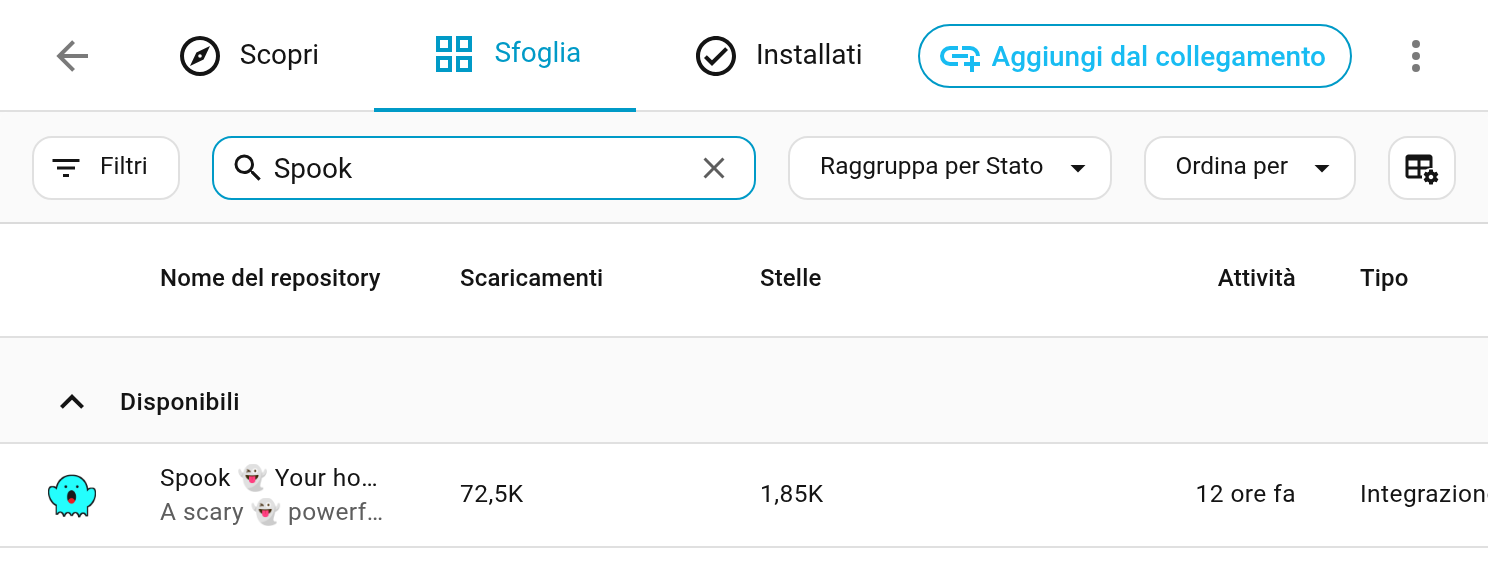 Scopri
Sfoglia
Installati
Aggiungi dal collegamento
Filtri
Spook
Raggruppa per Stato
Ordina per
Nome del repository
Scaricamenti
Stelle
Attività
Tipo
Disponibili
Spook 👻 Your ho…
A scary 👻 powerf…
72,5K
1,85K
12 ore fa
Integrazion